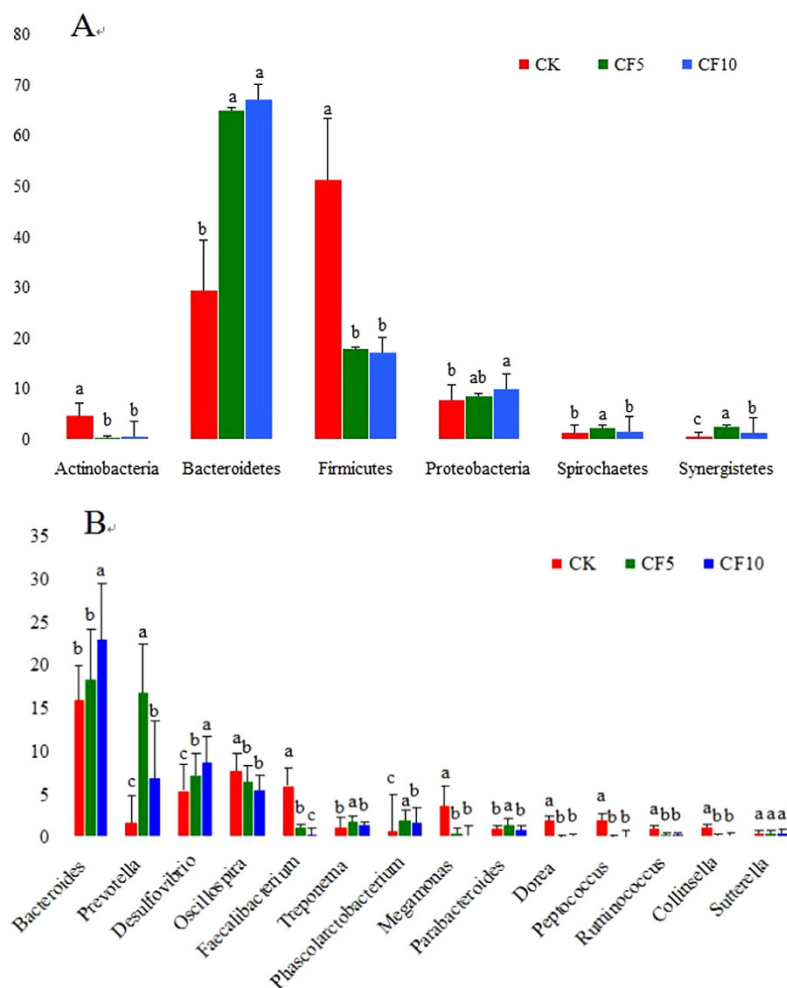 A
80
70
60
50
40
30
20
10
0
CK CF5 CF10
a b b
b a a
a b b
b ab a
b a b
c a b
Actinobacteria Bacteroidetes Firmicutes Proteobacteria Spirochaetes Synergistetes
B
35
30
25
20
15
10
5
0
CK CF5 CF10
b b a
c a b
c b a
a b b
a b c
b a b
c a b
a b b
b a b
a b b
a b b
a b b
a b b
a a a
Bacteroides
Prevotella
Desulfovibrio
Oscillospira
Faecalibacterium
Treponema
Phascolarctobacterium
Megamonas
Parabacteroides
Dorea
Peptococcus
Ruminococcus
Collinsella
Sutterella